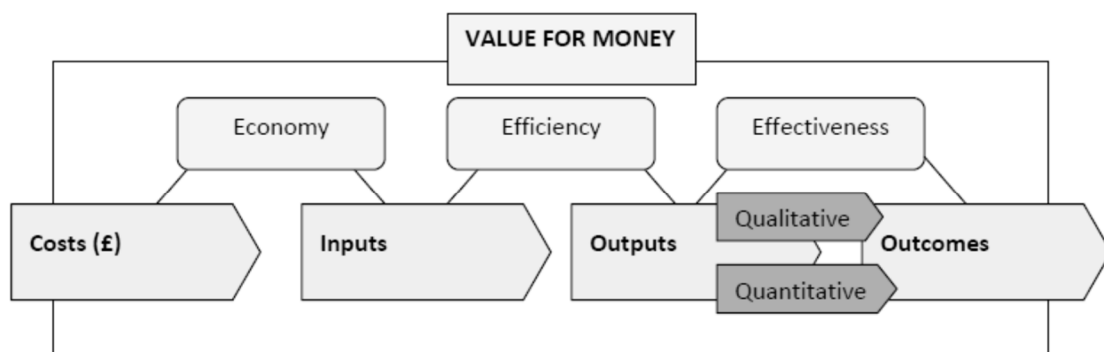 VALUE FOR MONEY
Economy
Efficiency
Effectiveness
Costs (£)
Inputs
Outputs
Qualitative
Quantitative
Outcomes